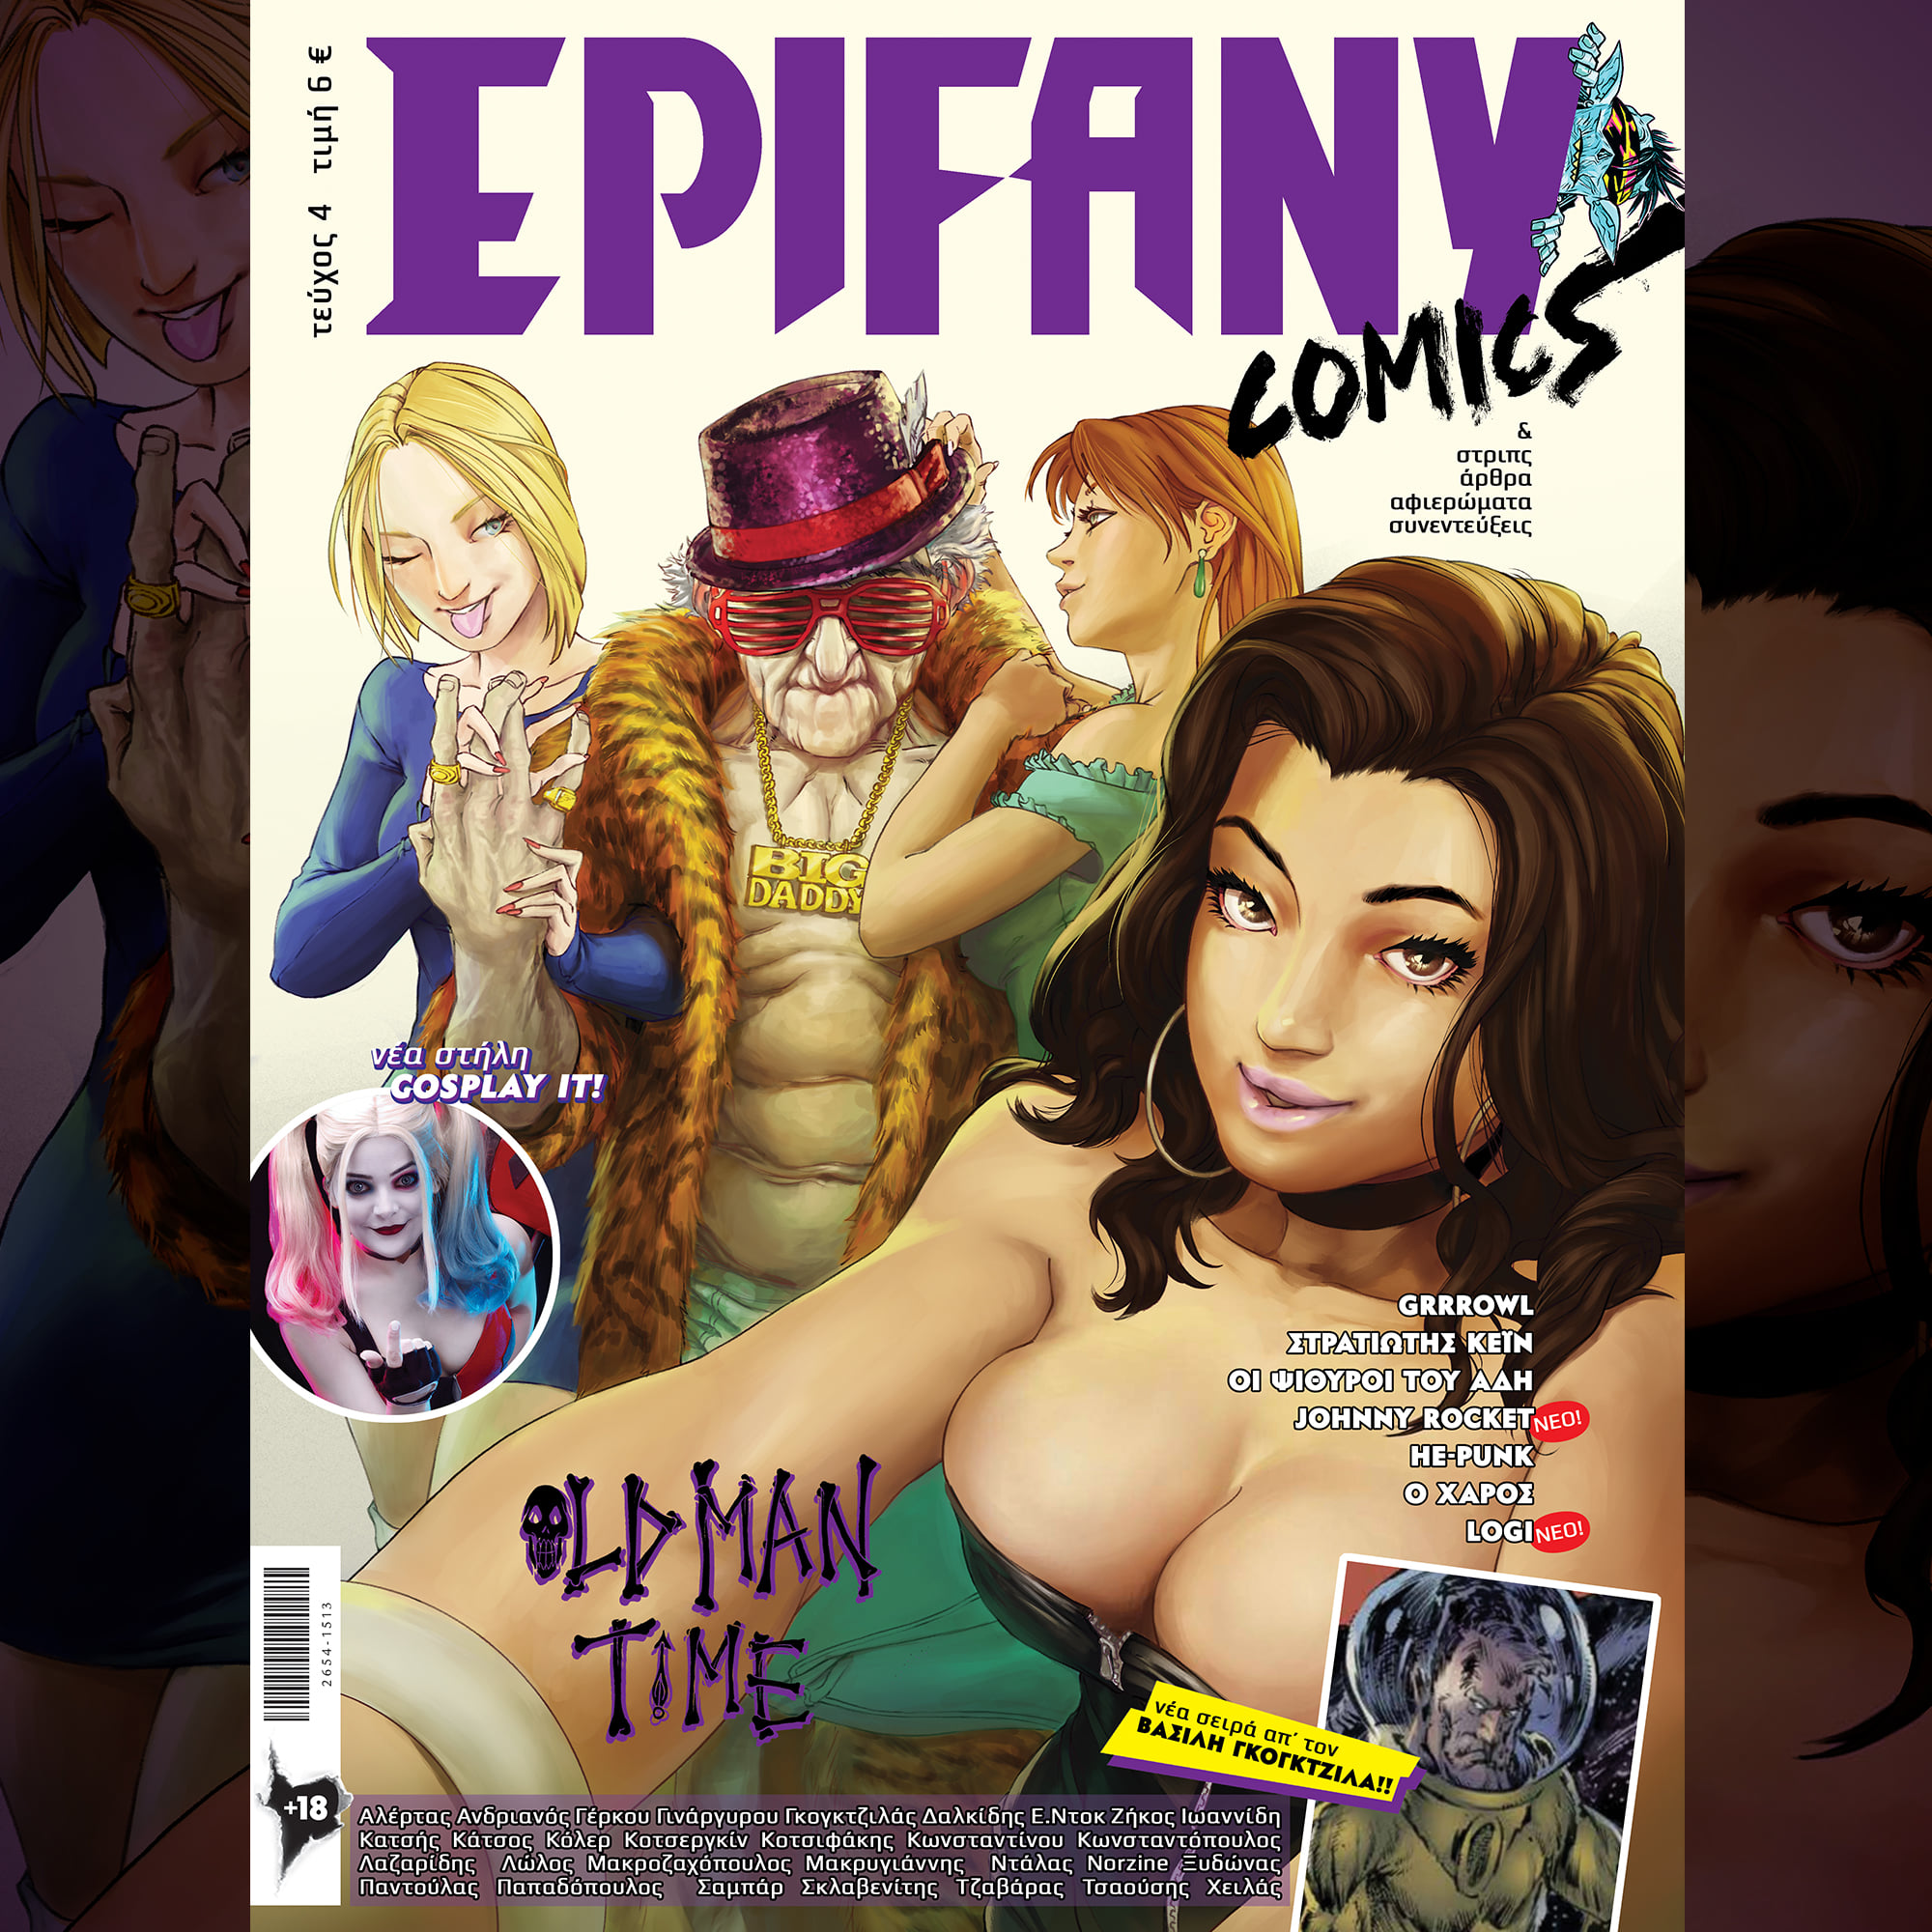 τεύχος 4 τιμή 6 €
EPIFANY
COMICS
&
στριπς
άρθρα
αφιερώματα
συνεντεύξεις
BIG
DADDY
νέα στήλη
COSPLAY IT!
GRRROWL
ΣΤΡΑΤΙΩΤΗΣ ΚΕΪΝ
ΟΙ ΨΙΘΥΡΟΙ ΤΟΥ ΑΔΗ
JOHNNY ROCKET ΝΕΟ!
HE-PUNK
Ο ΧΑΡΟΣ
LOGI ΝΕΟ!
OLD MAN
TIME
νέα σειρά απ' τον
ΒΑΣΙΛΗ ΓΚΟΓΚΤΖΙΛΑ!!
2654-1513
+18
Αλέρτας Ανδριανός Γέρκου Γινάργυρου Γκογκτζιλάς Δαλκίδης Ε.Ντοκ Ζήκος Ιωαννίδη
Κατσής Κάτσος Κόλερ Κοτσεργκίν Κοτσιφάκης Κωνσταντίνου Κωνσταντόπουλος
Λαζαρίδης Λώλος Μακροζαχόπουλος Μακρυγιάννης Ντάλας Norzine Ξυδώνας
Παντούλας Παπαδόπουλος Σαμπάρ Σκλαβενίτης Τζαβάρας Τσαούσης Χειλάς